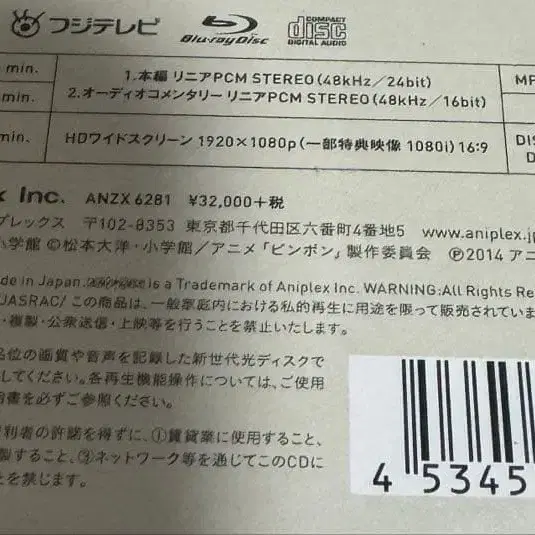 フジテレビ Blu-ray Disc COMPACT disc DIGITAL AUDIO
min. 1.本編 リニアPCM STEREO(48kHz/24bit) MP
min. 2.オーディオコメンタリー リニアPCM STEREO(48kHz/16bit)
min. HDワイドスクリーン 1920×1080p(一部特典映像 1080i)16:9 DIS
D
x Inc. ANZX 6281 ¥32,000+税
プレックス 〒102-8353 東京都千代田区六番町4番地5 www.aniplex.j
小学館 ©松本大洋・小学館/アニメ「ピンポン」製作委員会 ℗2014 アニ
de in Japan. is a Trademark of Aniplex Inc. WARNING:All Rights Re
JASRAC/ この商品は、一般家庭内における私的再生に用途を限って販売されていま
・複製・公衆送信・上映等を行うことを禁止いたします。
品位の画質や音声を記録した新世代光ディスクで
してください。各再生機能操作については、ご使用
明書を必ずご参照ください。
利者の許諾を得ずに、①賃貸業に使用すること、
製すること、③ネットワーク等を通じてこのCDに
とを禁じます。
4 5345